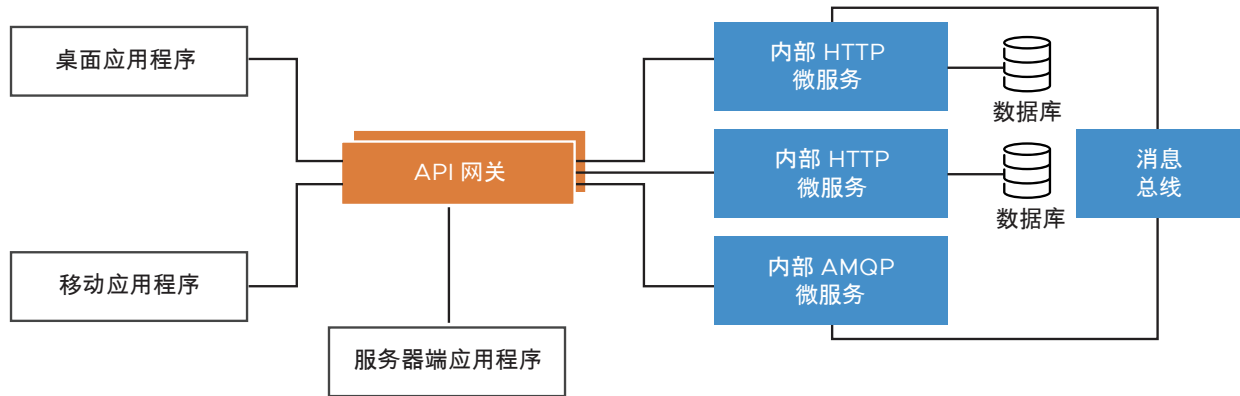 桌面应用程序
移动应用程序
API 网关
服务器端应用程序
内部 HTTP
微服务
数据库
内部 HTTP
微服务
数据库
内部 AMQP
微服务
消息
总线